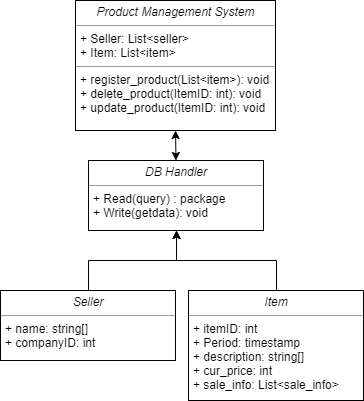 Product Management System
+ Seller: List<seller>
+ Item: List<item>
+ register_product(List<item>): void
+ delete_product(ItemID: int): void
+ update_product(ItemID: int): void
DB Handler
+ Read(query) : package
+ Write(getdata): void
Seller
+ name: string[]
+ companyID: int
Item
+ itemID: int
+ Period: timestamp
+ description: string[]
+ cur_price: int
+ sale_info: List<sale_info>